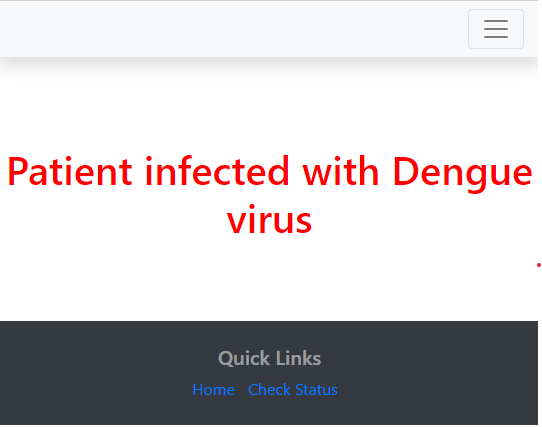 Patient infected with Dengue
virus
.
Quick Links
Home Check Status